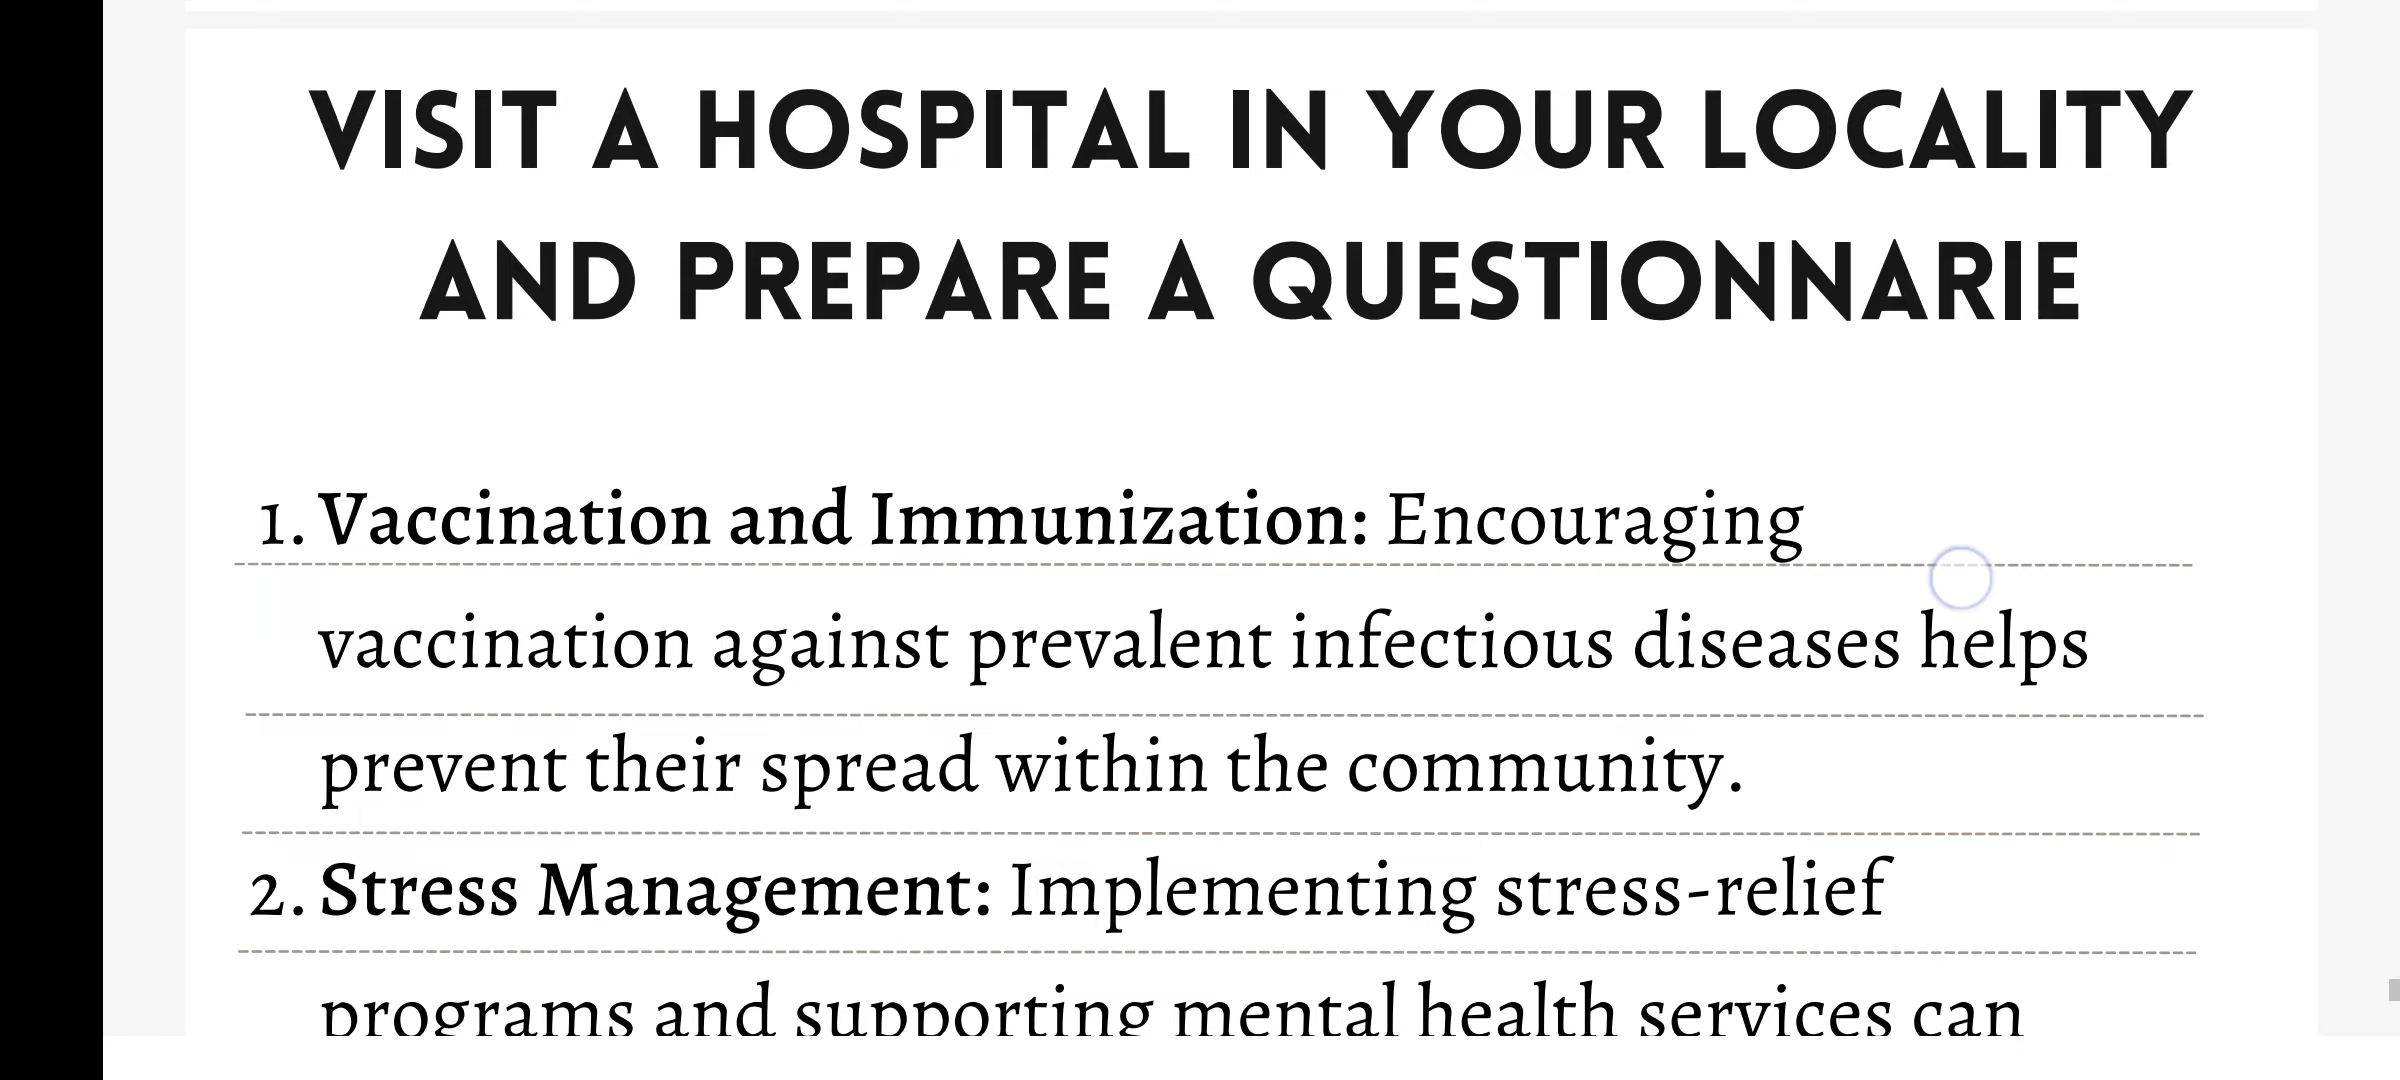 VISIT A HOSPITAL IN YOUR LOCALITY
AND PREPARE A QUESTIONNARIE
1. Vaccination and Immunization: Encouraging
vaccination against prevalent infectious diseases helps
prevent their spread within the community.
2. Stress Management: Implementing stress-relief
programs and supporting mental health services can